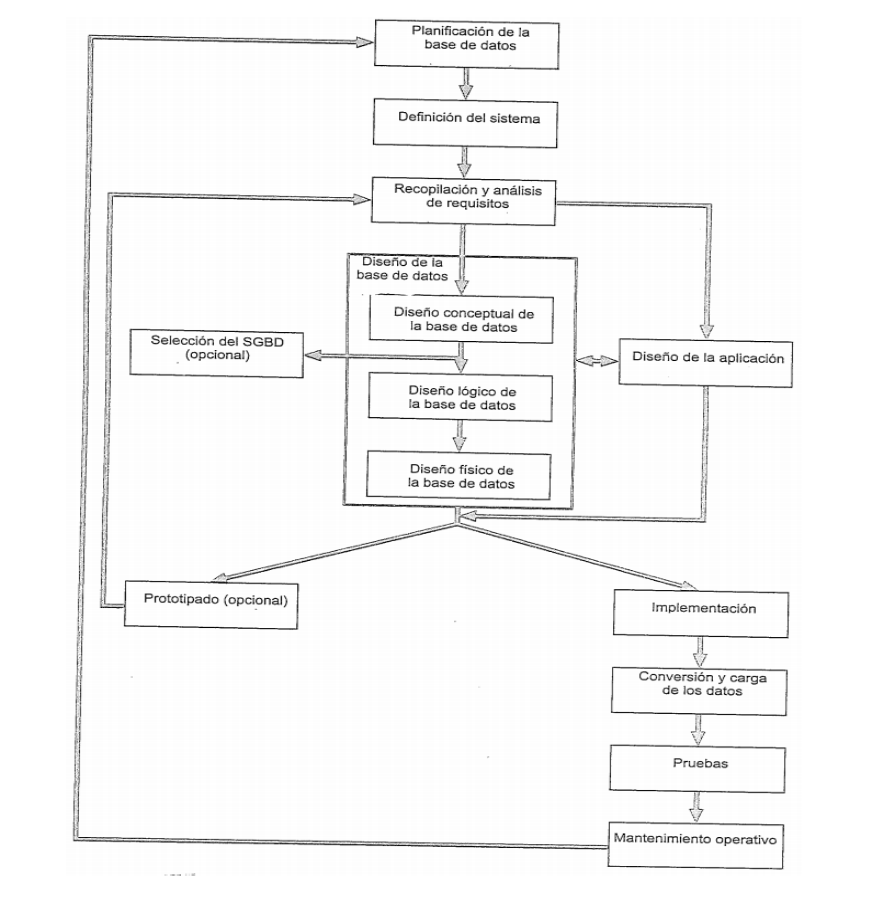 Planificación de la
base de datos
Definición del sistema
Recopilación y análisis
de requisitos
Diseño de la
base de datos
Diseño conceptual de
la base de datos
Selección del SGBD
(opcional)
Diseño de la aplicación
Diseño lógico de
la base de datos
Diseño físico de
la base de datos
Prototipado (opcional)
Implementación
Conversión y carga
de los datos
Pruebas
Mantenimiento operativo